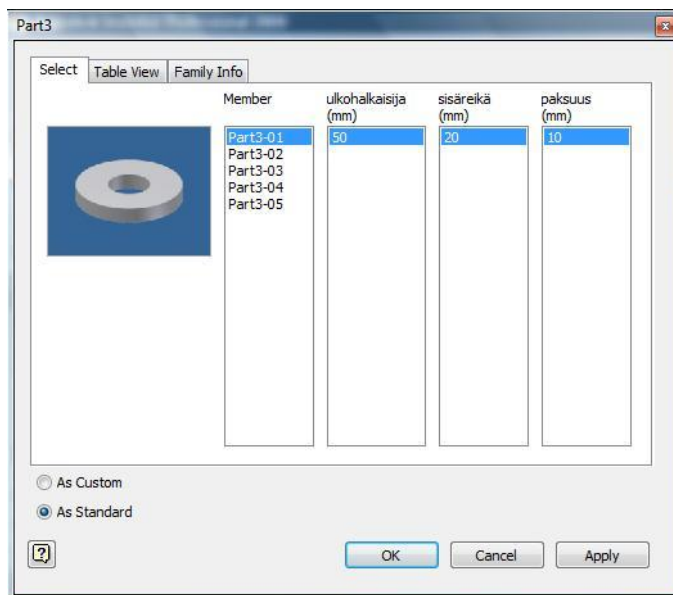 Part3
Select Table View Family Info
Member ulkohalkaisija (mm) sisäreikä (mm) paksuus (mm)
Part3-01 50 20 10
Part3-02
Part3-03
Part3-04
Part3-05
As Custom
As Standard
OK Cancel Apply